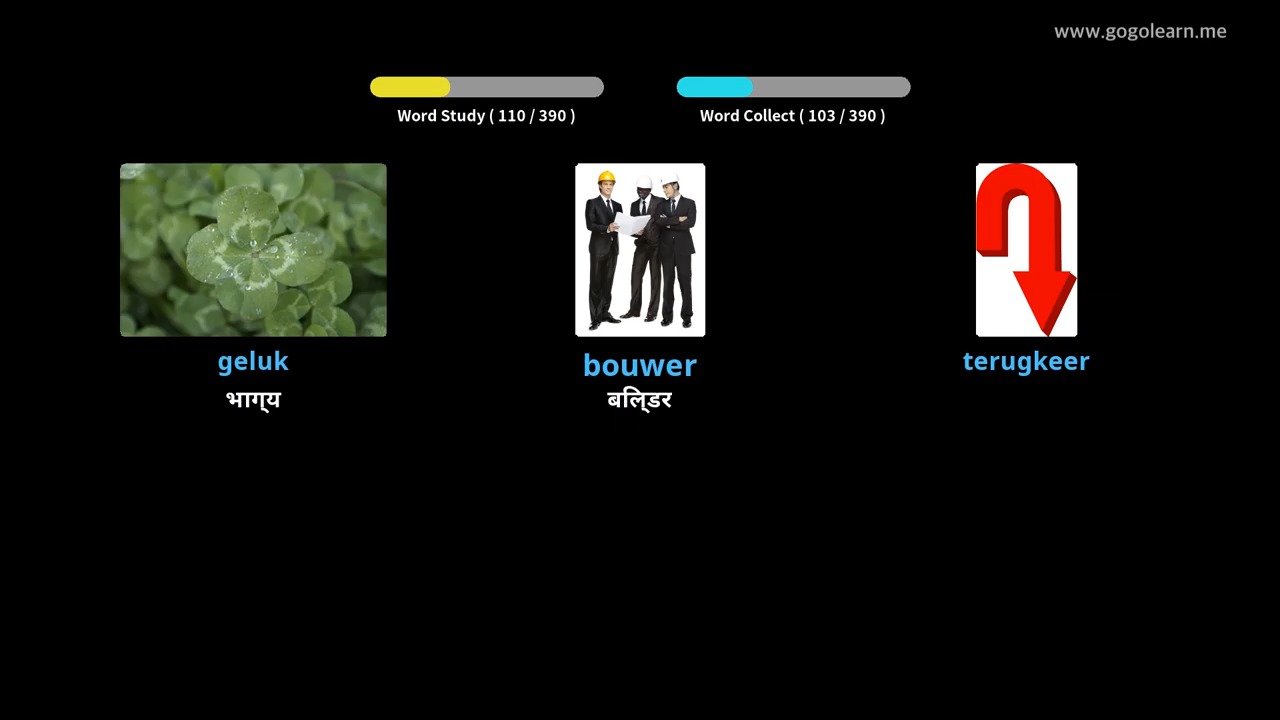 www.gogolearn.me
Word Study ( 110 / 390 )
Word Collect ( 103 / 390 )
geluk
bouwer
terugkeer
भाग्य
बिल्डर